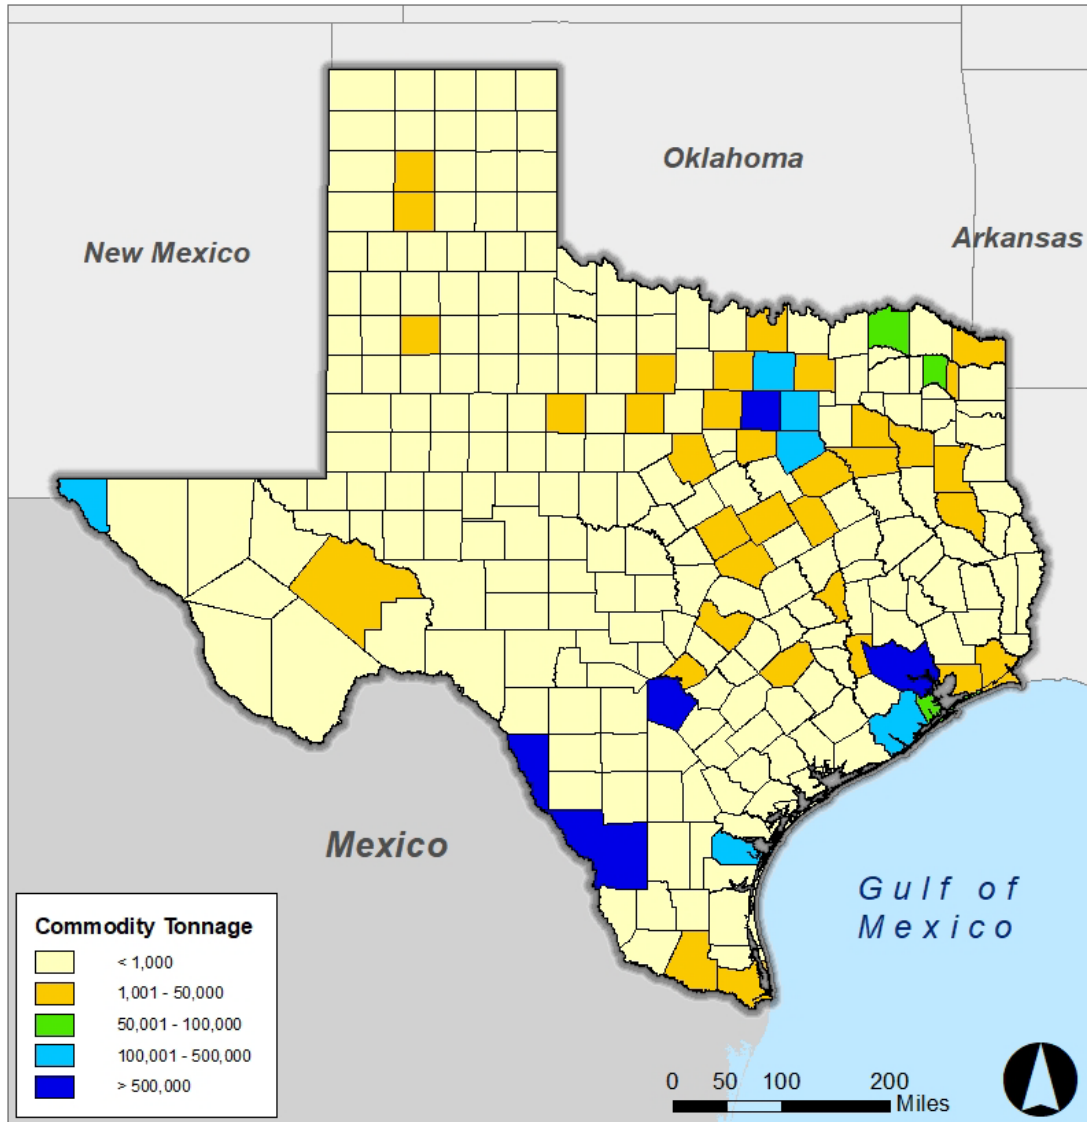 Oklahoma
New Mexico
Arkansas
Mexico
Gulf of
Mexico
Commodity Tonnage
< 1,000
1,001 - 50,000
50,001 - 100,000
100,001 - 500,000
> 500,000
0 50 100 200
Miles